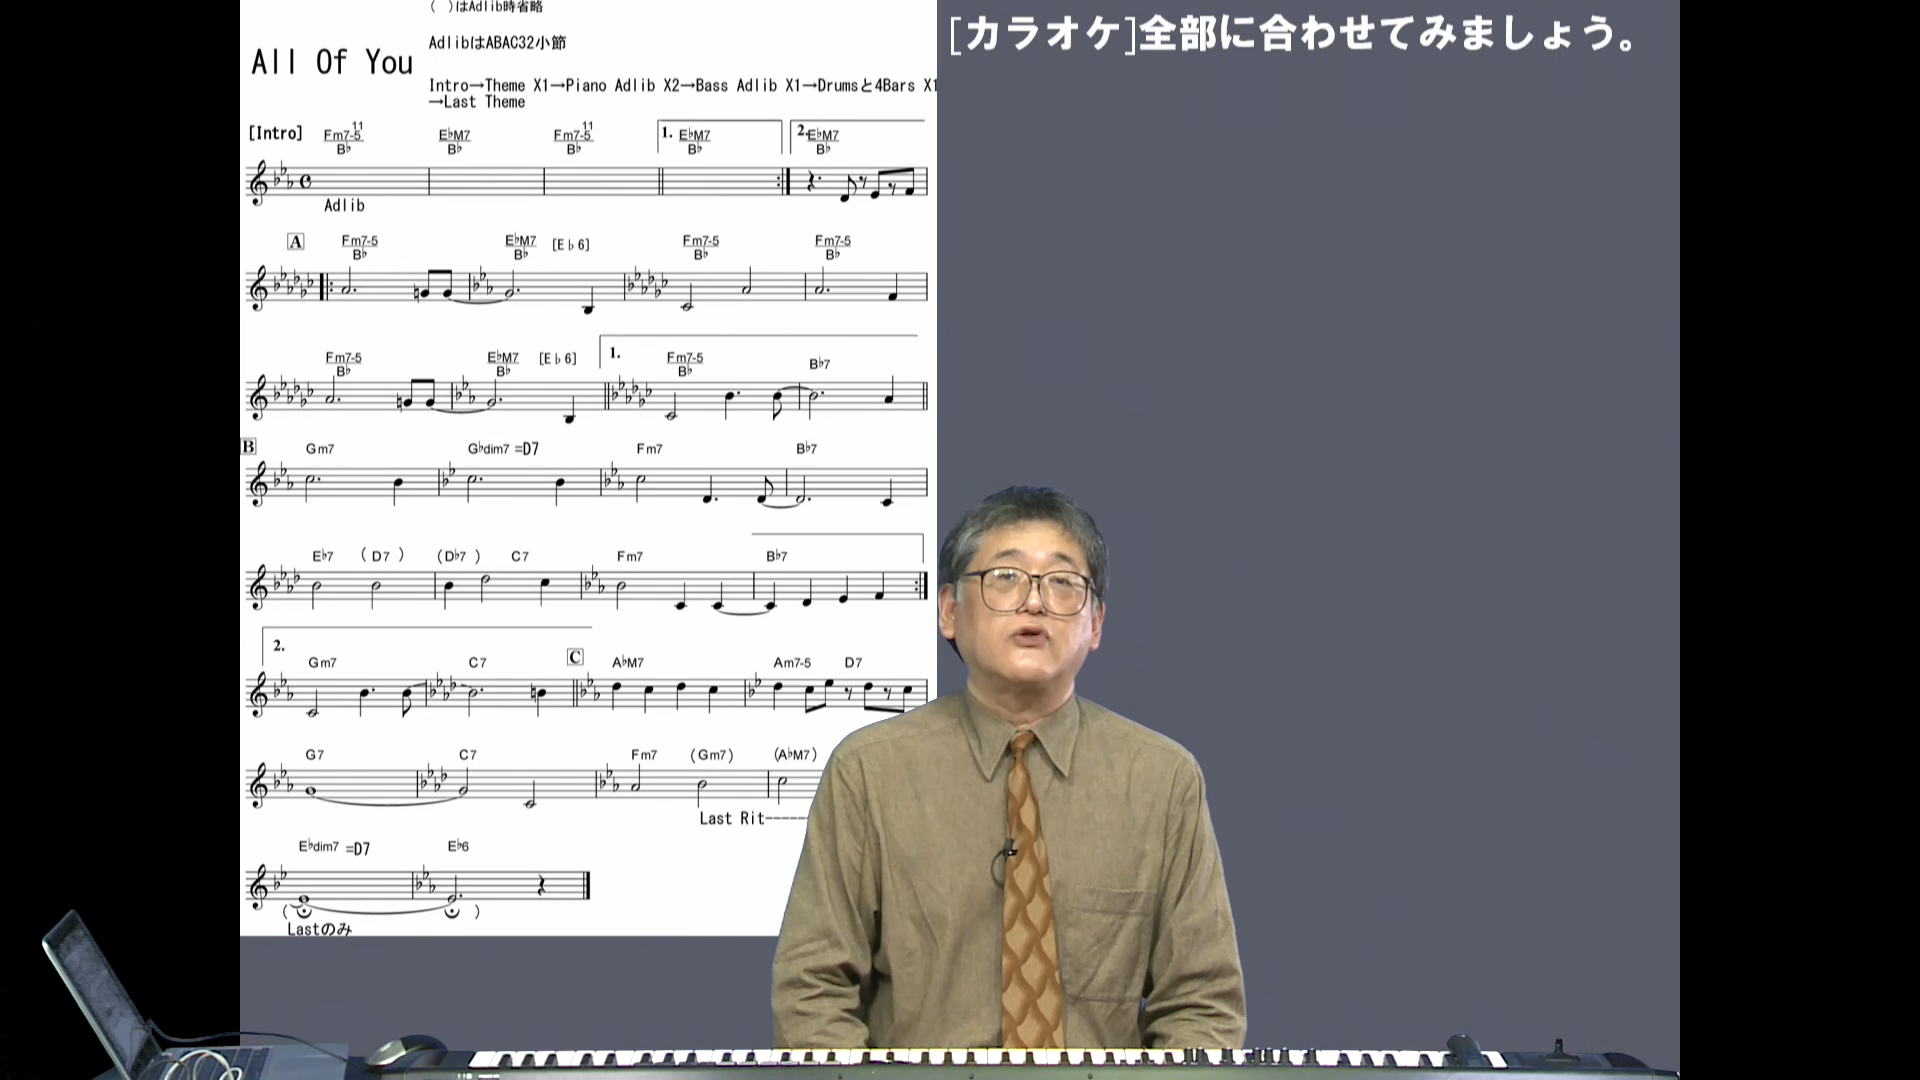 ( )はAdlib時省略
[カラオケ]全部に合わせてみましょう。
AdlibはABAC32小節
All Of You
Intro→Theme X1→Piano Adlib X2→Bass Adlib X1→Drumsと4Bars X1
→Last Theme
[Intro] Fm7-5 11 / B♭ E♭M7 / B♭ Fm7-5 11 / B♭ 1. E♭M7 / B♭ 2. E♭M7 / B♭
Adlib
A Fm7-5 / B♭ E♭M7 / B♭ [E♭6] Fm7-5 / B♭ Fm7-5 / B♭
Fm7-5 / B♭ E♭M7 / B♭ [E♭6] 1. Fm7-5 / B♭ B♭7
B Gm7 G♭dim7 =D7 Fm7 B♭7
E♭7 ( D7 ) (D♭7 ) C7 Fm7 B♭7
2. Gm7 C7 C A♭M7 Am7-5 D7
G7 C7 Fm7 (Gm7) (A♭M7)
Last Rit------
E♭dim7 =D7 E♭6
( )
Lastのみ